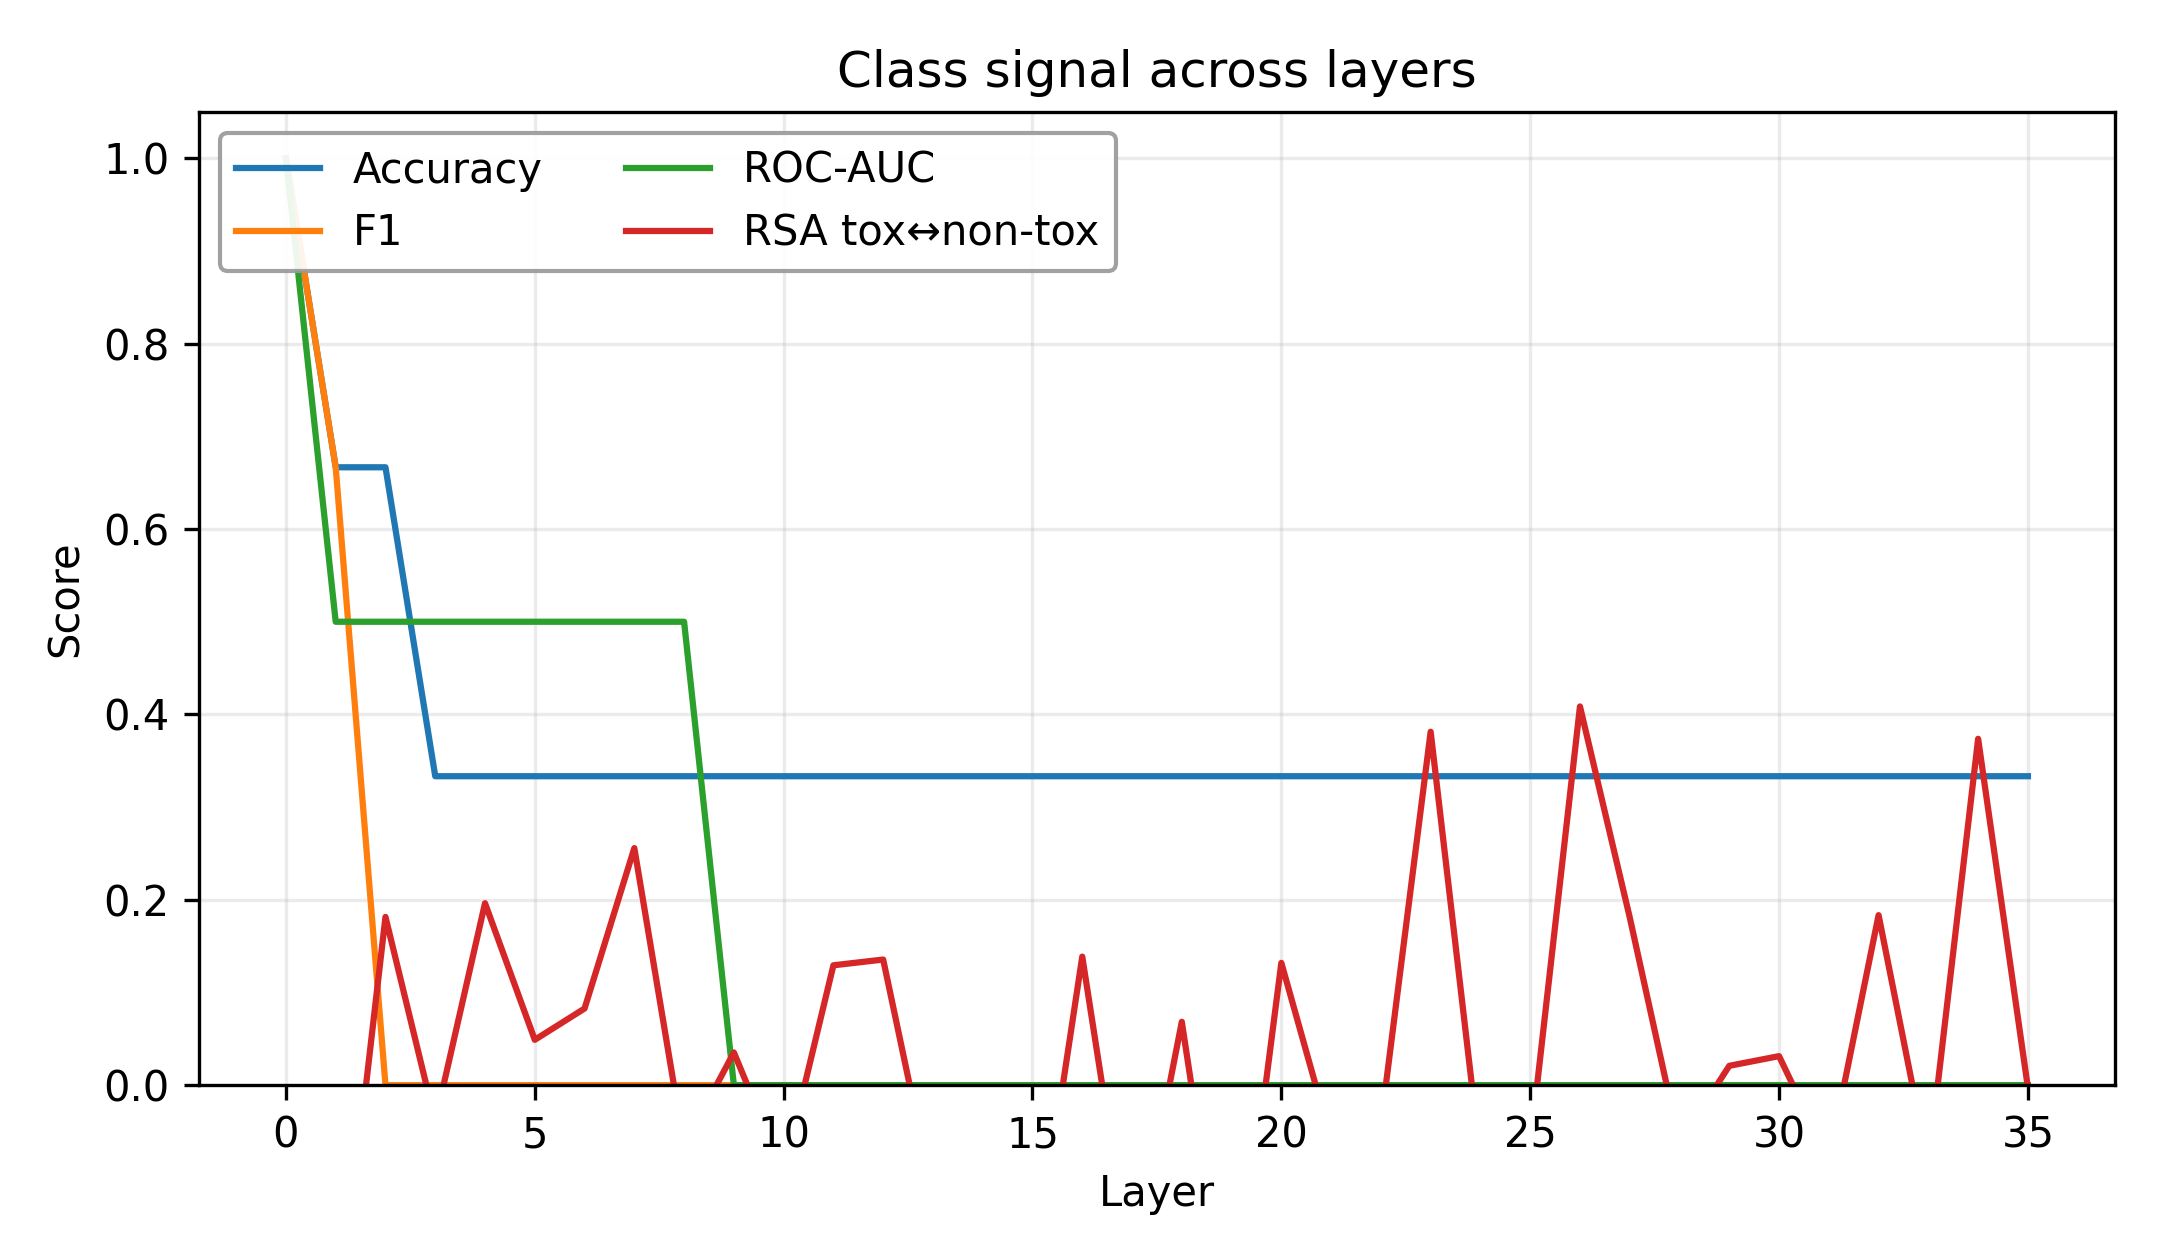 Class signal across layers
Accuracy
F1
ROC-AUC
RSA tox↔non-tox
Score
1.0
0.8
0.6
0.4
0.2
0.0
0 5 10 15 20 25 30 35
Layer